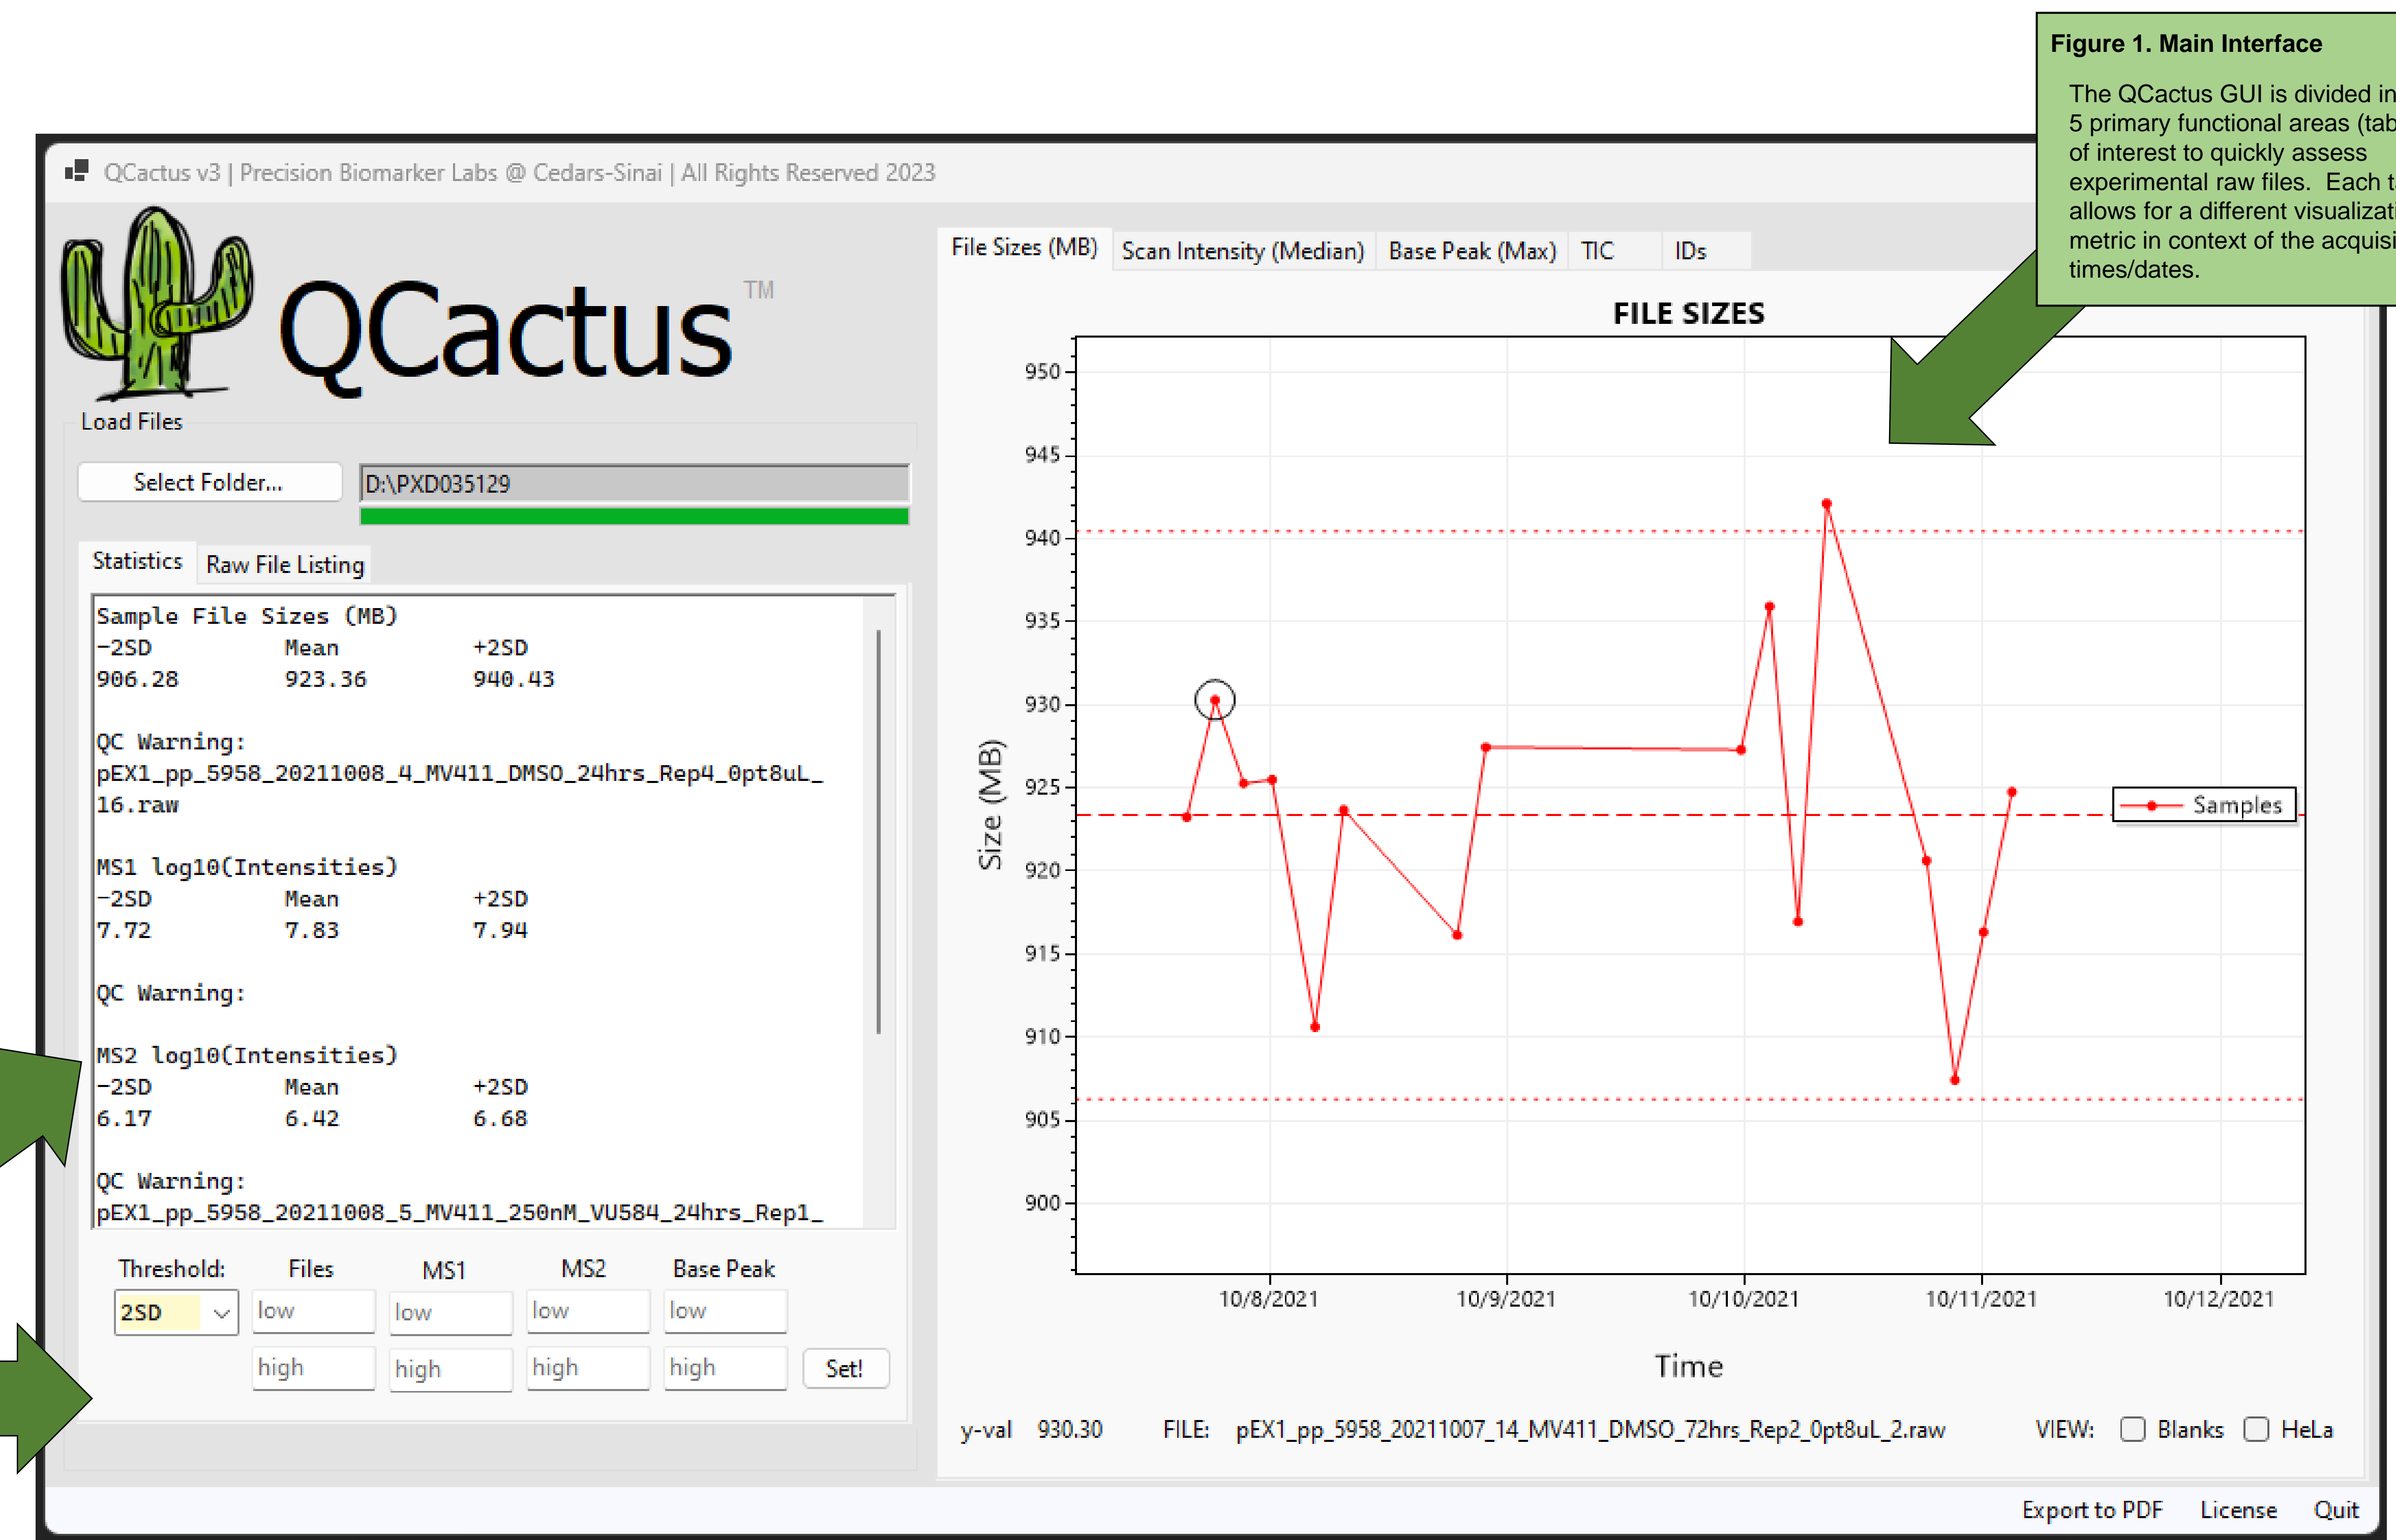 Figure 1. Main Interface
The QCactus GUI is divided in
5 primary functional areas (tab
of interest to quickly assess
experimental raw files.  Each t
allows for a different visualizati
metric in context of the acquisi
times/dates.
QCactus v3 | Precision Biomarker Labs @ Cedars-Sinai | All Rights Reserved 2023
QCactus™
Load Files
Select Folder...
D:\PXD035129
Statistics
Raw File Listing
Sample File Sizes (MB)
-2SD Mean +2SD
906.28 923.36 940.43
QC Warning:
pEX1_pp_5958_20211008_4_MV411_DMSO_24hrs_Rep4_0pt8uL_
16.raw
MS1 log10(Intensities)
-2SD Mean +2SD
7.72 7.83 7.94
QC Warning:
MS2 log10(Intensities)
-2SD Mean +2SD
6.17 6.42 6.68
QC Warning:
pEX1_pp_5958_20211008_5_MV411_250nM_VU584_24hrs_Rep1_
Threshold: Files MS1 MS2 Base Peak
2SD low low low low
high high high high Set!
File Sizes (MB) Scan Intensity (Median) Base Peak (Max) TIC IDs
FILE SIZES
950
945
940
935
930
925
920
915
910
905
900
Size (MB)
Samples
10/8/2021 10/9/2021 10/10/2021 10/11/2021 10/12/2021
Time
y-val 930.30 FILE: pEX1_pp_5958_20211007_14_MV411_DMSO_72hrs_Rep2_0pt8uL_2.raw VIEW: Blanks HeLa
Export to PDF License Quit